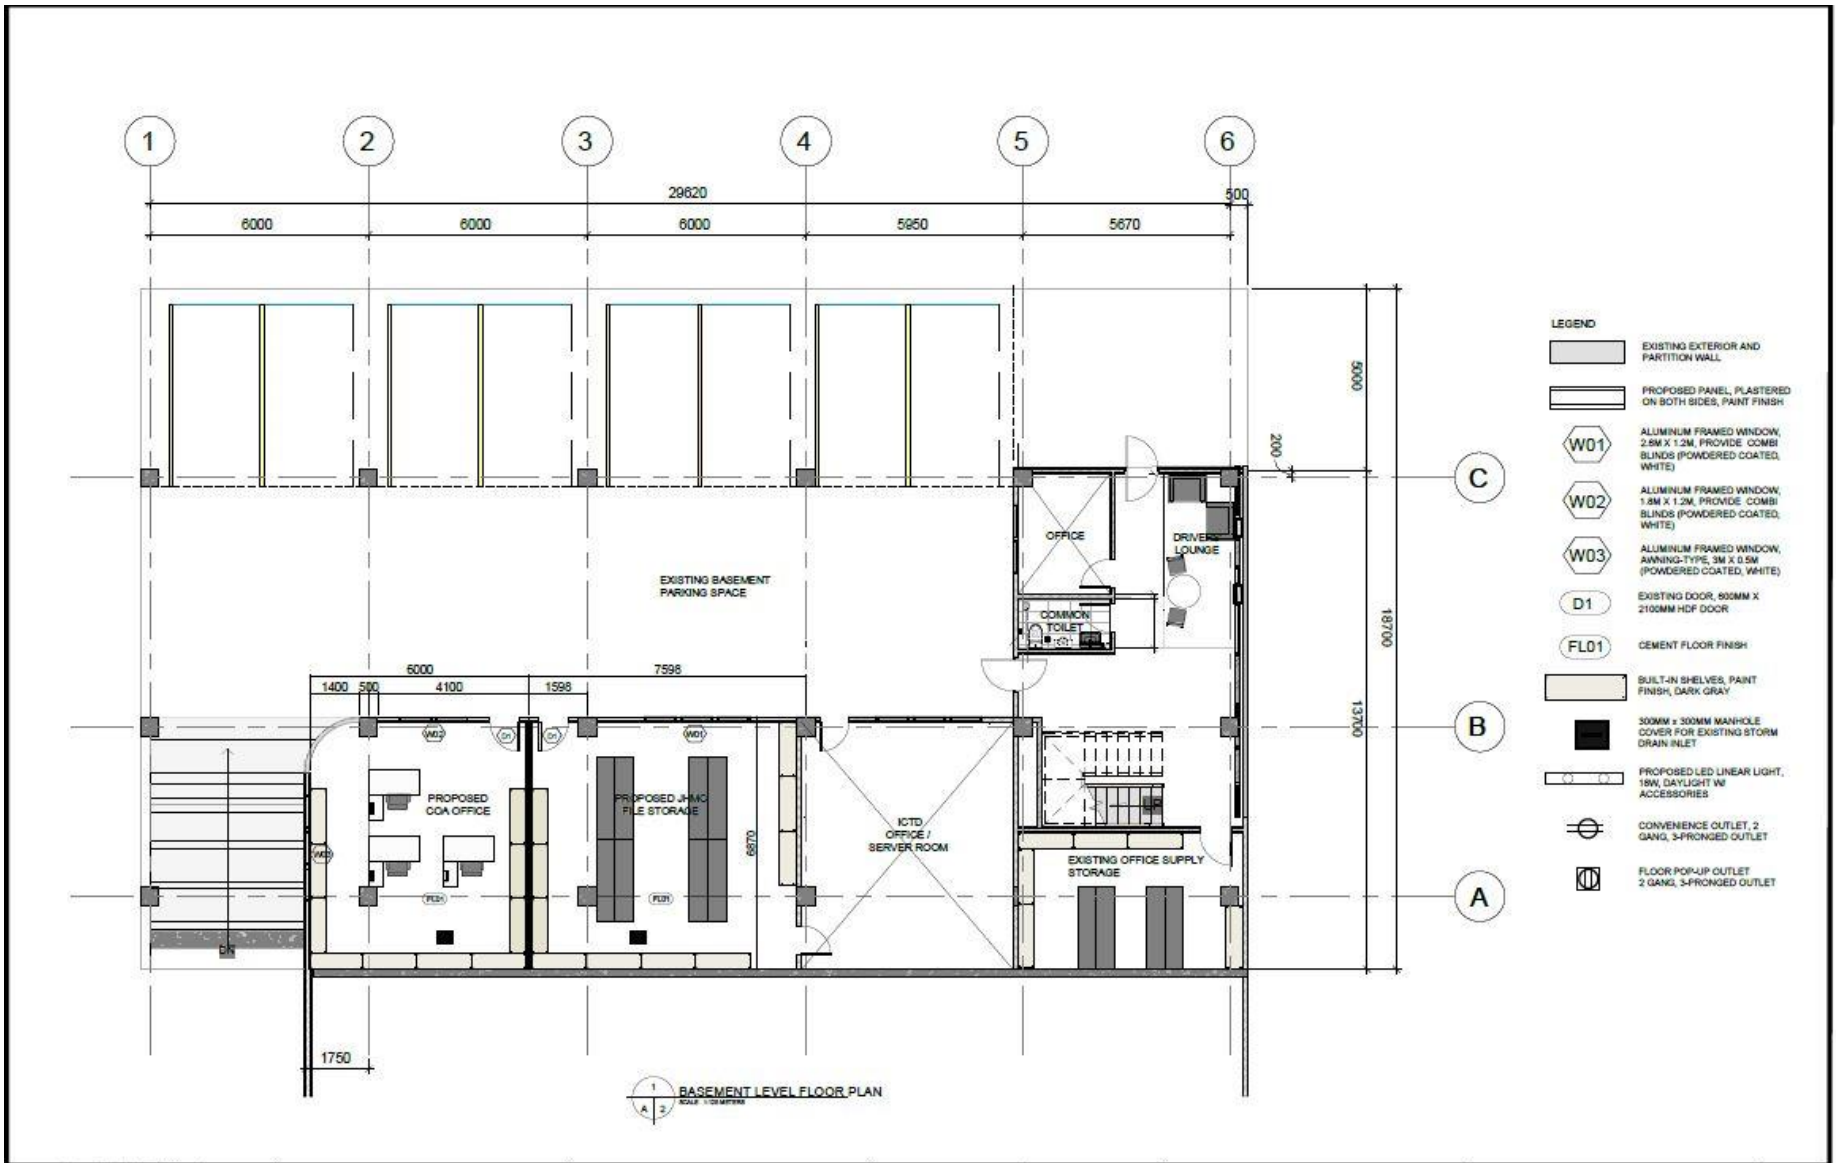 1
2
3
4
5
6
29620
500
6000
6000
6000
5950
5670
5000
200
C
18700
13700
B
A
OFFICE
DRIVERS
LOUNGE
COMMON
TOILET
EXISTING BASEMENT
PARKING SPACE
6000
7598
1400
500
4100
1598
W02
D1
D1
W01
PROPOSED
COA OFFICE
PROPOSED JHMC
FILE STORAGE
6870
ICTD
OFFICE /
SERVER ROOM
UP
EXISTING OFFICE SUPPLY
STORAGE
W03
FL01
FL01
DN
1750
1
A
2
BASEMENT LEVEL FLOOR PLAN
LEGEND
EXISTING EXTERIOR AND
PARTITION WALL
PROPOSED PANEL, PLASTERED
ON BOTH SIDES, PAINT FINISH
W01
ALUMINUM FRAMED WINDOW,
2.6M X 1.2M, PROVIDE COMBI
BLINDS (POWDERED COATED,
WHITE)
W02
ALUMINUM FRAMED WINDOW,
1.8M X 1.2M, PROVIDE COMBI
BLINDS (POWDERED COATED,
WHITE)
W03
ALUMINUM FRAMED WINDOW,
AWNING-TYPE, 3M X 0.5M
(POWDERED COATED, WHITE)
D1
EXISTING DOOR, 800MM X
2100MM HDF DOOR
FL01
CEMENT FLOOR FINISH
BUILT-IN SHELVES, PAINT
FINISH, DARK GRAY
300MM x 300MM MANHOLE
COVER FOR EXISTING STORM
DRAIN INLET
PROPOSED LED LINEAR LIGHT,
18W, DAYLIGHT W/
ACCESSORIES
CONVENIENCE OUTLET, 2
GANG, 3-PRONGED OUTLET
FLOOR POP-UP OUTLET
2 GANG, 3-PRONGED OUTLET